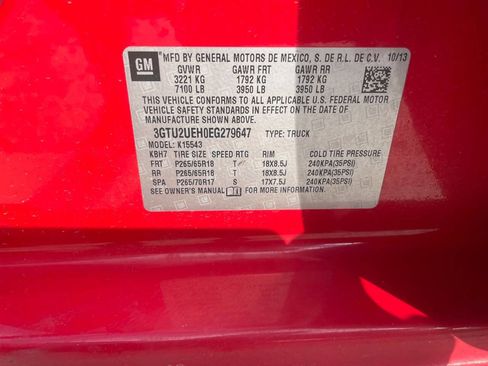 GM MFD BY GENERAL MOTORS DE MEXICO, S. DE R.L. DE C.V. 10/13
GVWR GAWR FRT GAWR RR
3221 KG 1792 KG 1792 KG
7100 LB 3950 LB 3950 LB
THIS VEHICLE CONFORMS TO ALL APPLICABLE U.S. FEDERAL MOTOR
VEHICLE SAFETY STANDARDS IN EFFECT ON THE DATE OF
MANUFACTURE SHOWN ABOVE.
3GTU2UEH0EG279647 TYPE: TRUCK
MODEL: K15543
KBH7 TIRE SIZE SPEED RTG RIM COLD TIRE PRESSURE
FRT P265/65R18 T 18X8.5J 240KPA(35PSI)
RR P265/65R18 T 18X8.5J 240KPA(35PSI)
SPA P265/70R17 S 17X7.5J 240KPA(35PSI)
SEE OWNER'S MANUAL FOR MORE INFORMATION.